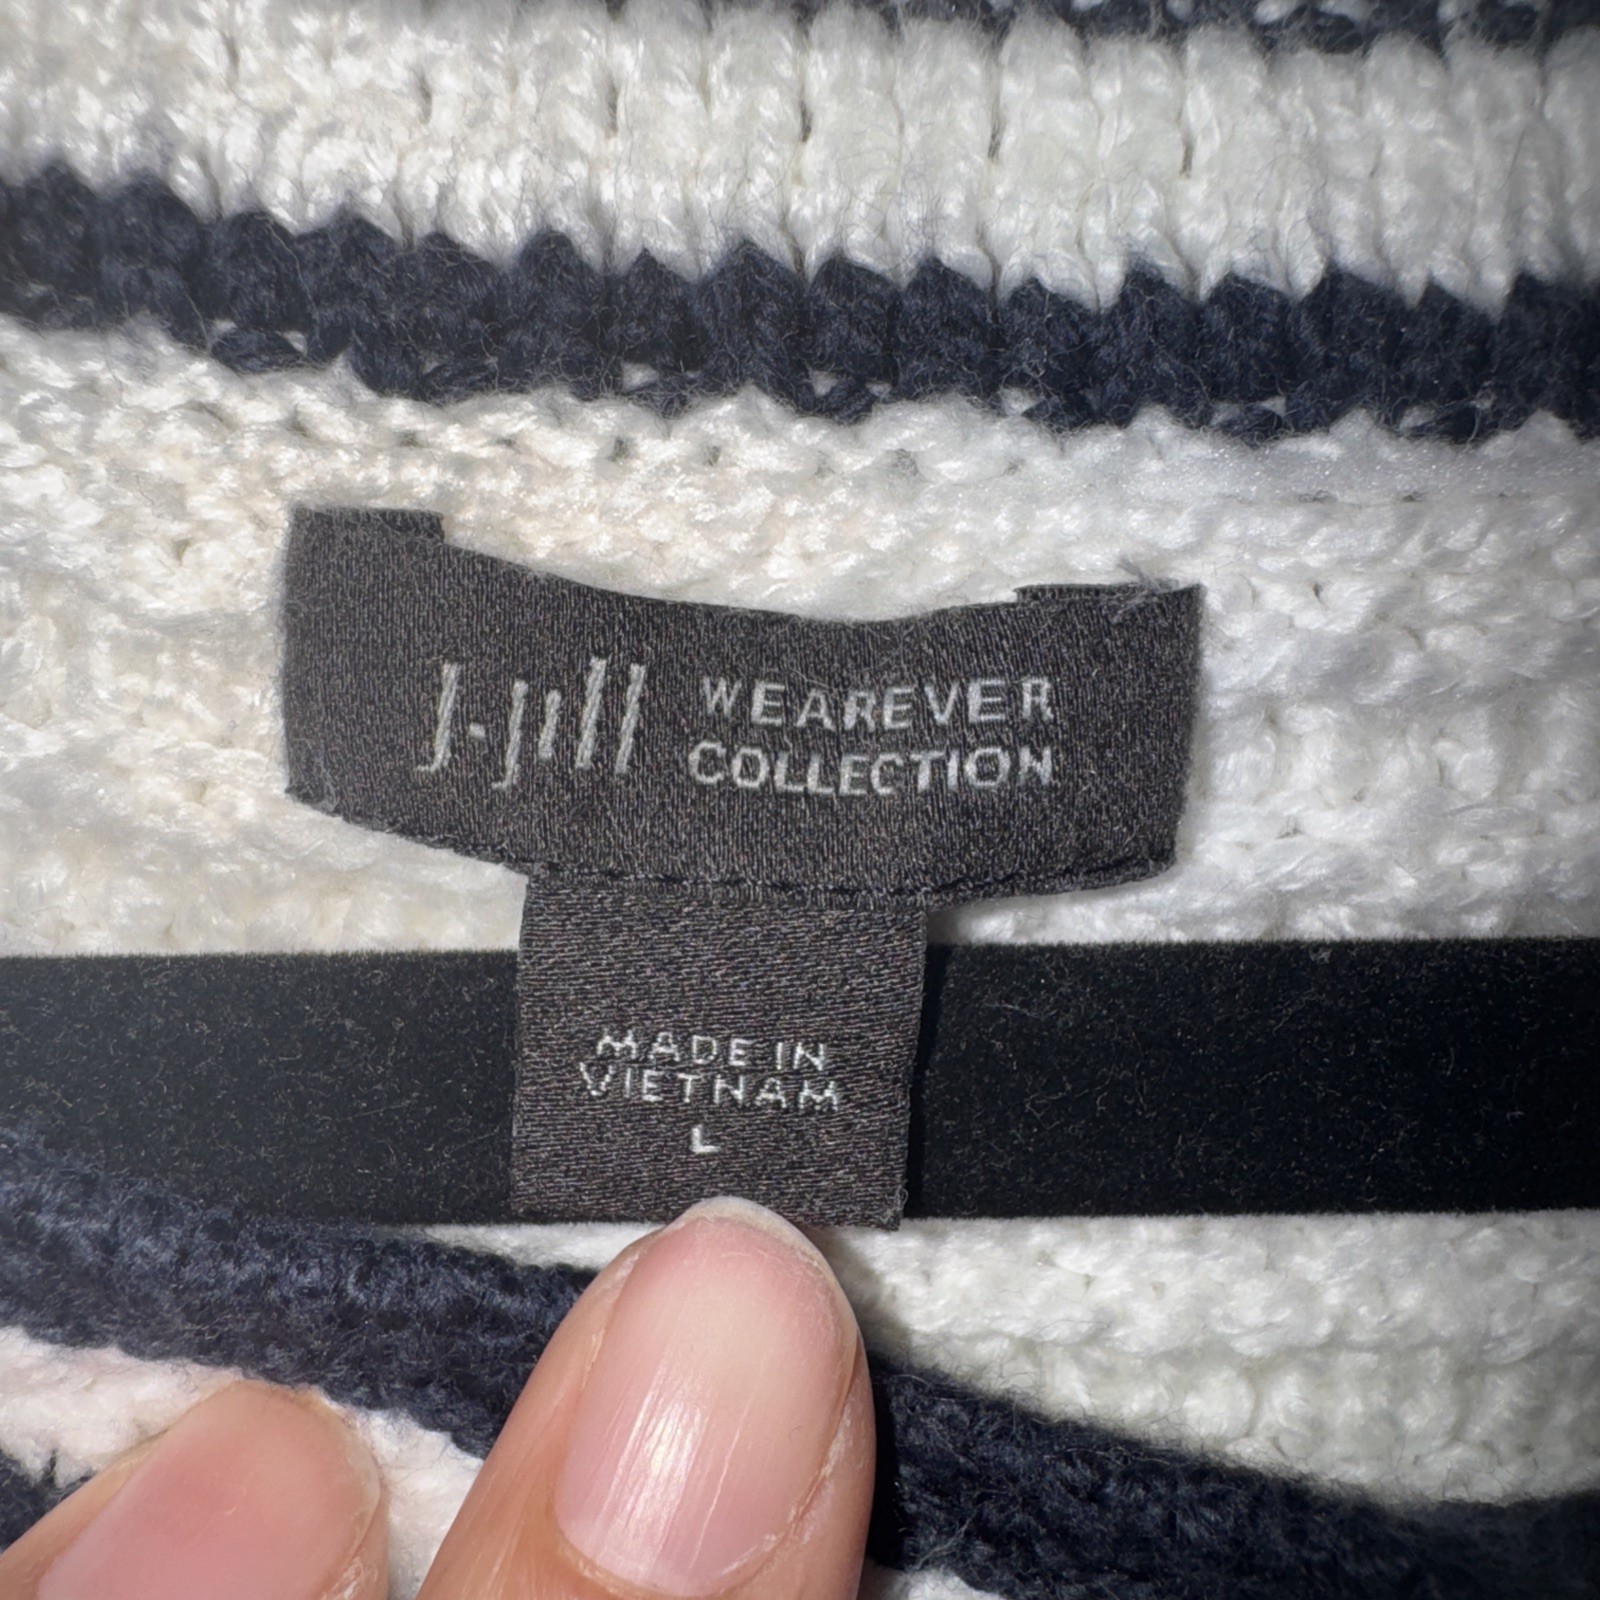 J.Jill WEAREVER
COLLECTION
MADE IN
VIETNAM
L